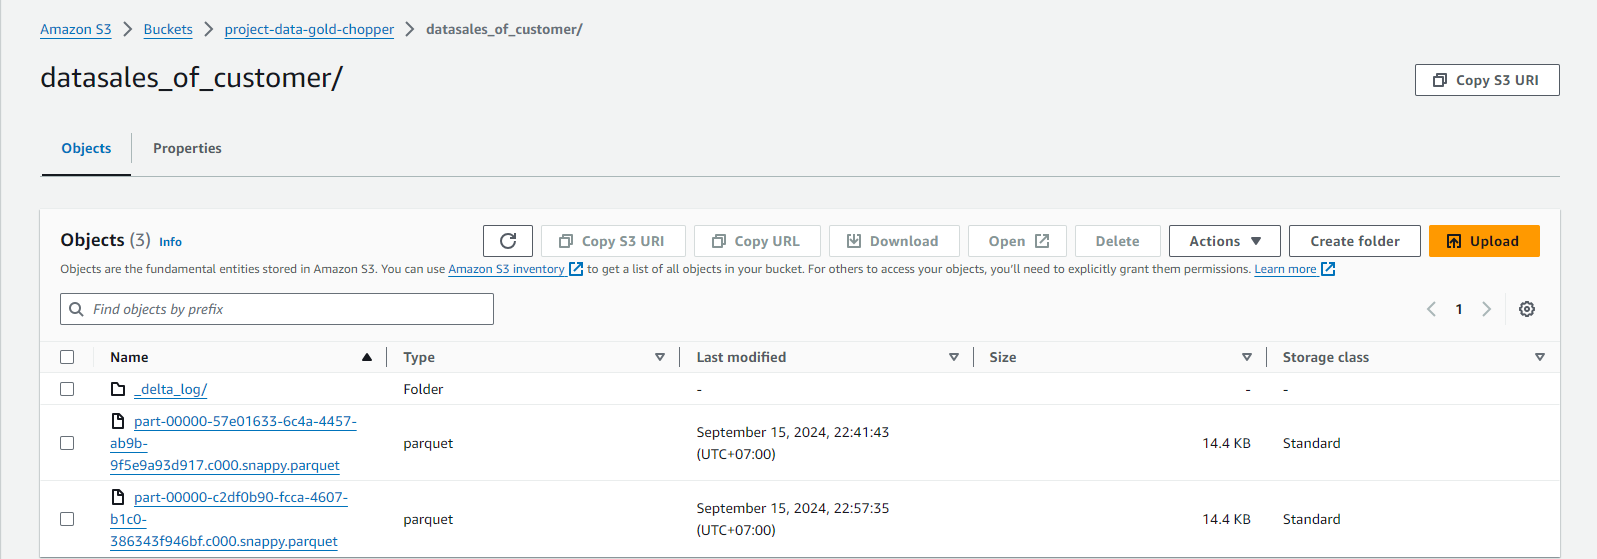 Amazon S3 > Buckets > project-data-gold-chopper > datasales_of_customer/
datasales_of_customer/
Copy S3 URI
Objects
Properties
Objects (3) Info
Copy S3 URI
Copy URL
Download
Open
Delete
Actions
Create folder
Upload
Objects are the fundamental entities stored in Amazon S3. You can use Amazon S3 inventory to get a list of all objects in your bucket. For others to access your objects, you'll need to explicitly grant them permissions. Learn more
Find objects by prefix
1
Name Type Last modified Size Storage class
_delta_log/ Folder - - -
part-00000-57e01633-6c4a-4457-
ab9b-
9f5e9a93d917.c000.snappy.parquet
parquet
September 15, 2024, 22:41:43
(UTC+07:00)
14.4 KB
Standard
part-00000-c2df0b90-fcca-4607-
b1c0-
386343f946bf.c000.snappy.parquet
parquet
September 15, 2024, 22:57:35
(UTC+07:00)
14.4 KB
Standard